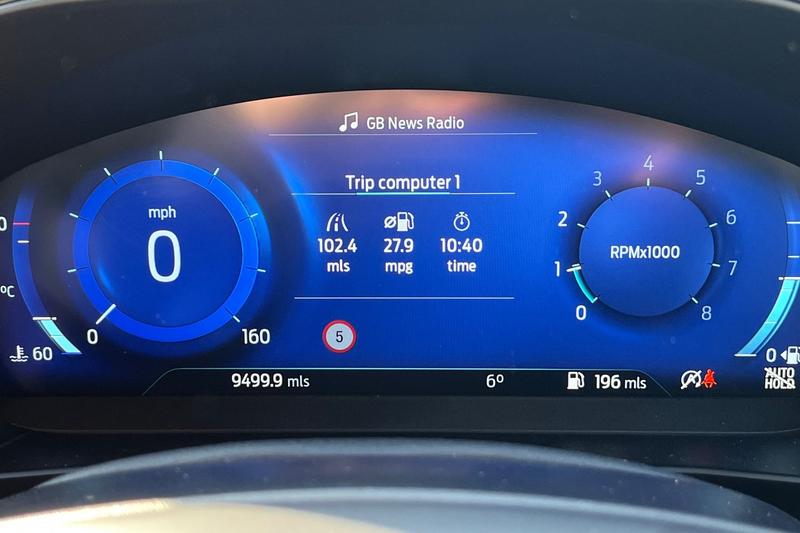 GB News Radio
Trip computer 1
102.4 27.9 10:40
mls mpg time
mph
0
0 160
0
°C
60
5
0 1 2 3 4 5 6 7 8
RPMx1000
0
9499.9 mls 6° 196 mls
AUTO
HOLD